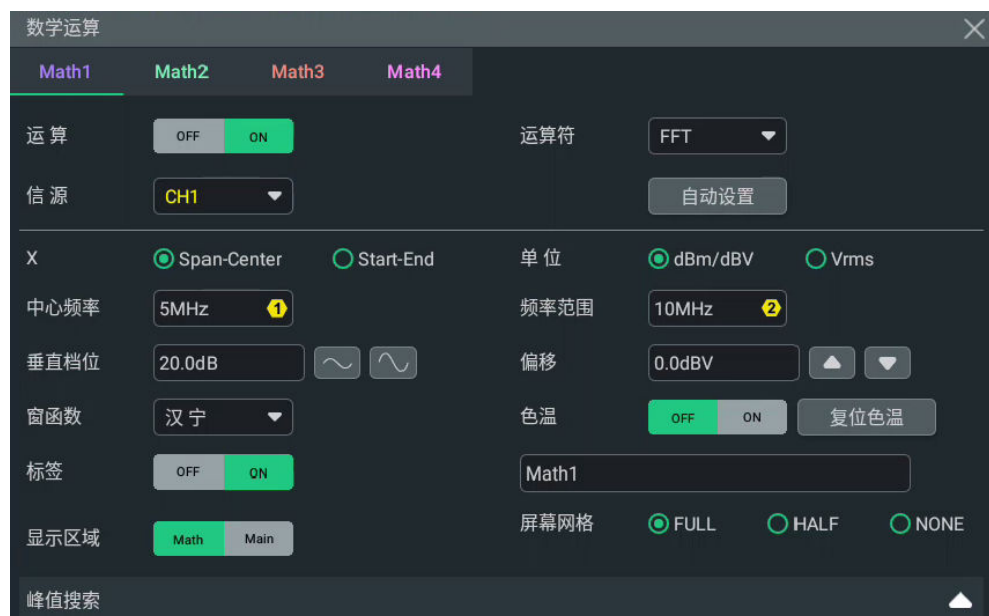 数学运算
Math1 Math2 Math3 Math4
运算 OFF ON 运算符 FFT
信源 CH1 自动设置
X Span-Center Start-End 单位 dBm/dBV Vrms
中心频率 5MHz 1 频率范围 10MHz 2
垂直档位 20.0dB 偏移 0.0dBV
窗函数 汉宁 色温 OFF ON 复位色温
标签 OFF ON Math1
显示区域 Math Main 屏幕网格 FULL HALF NONE
峰值搜索